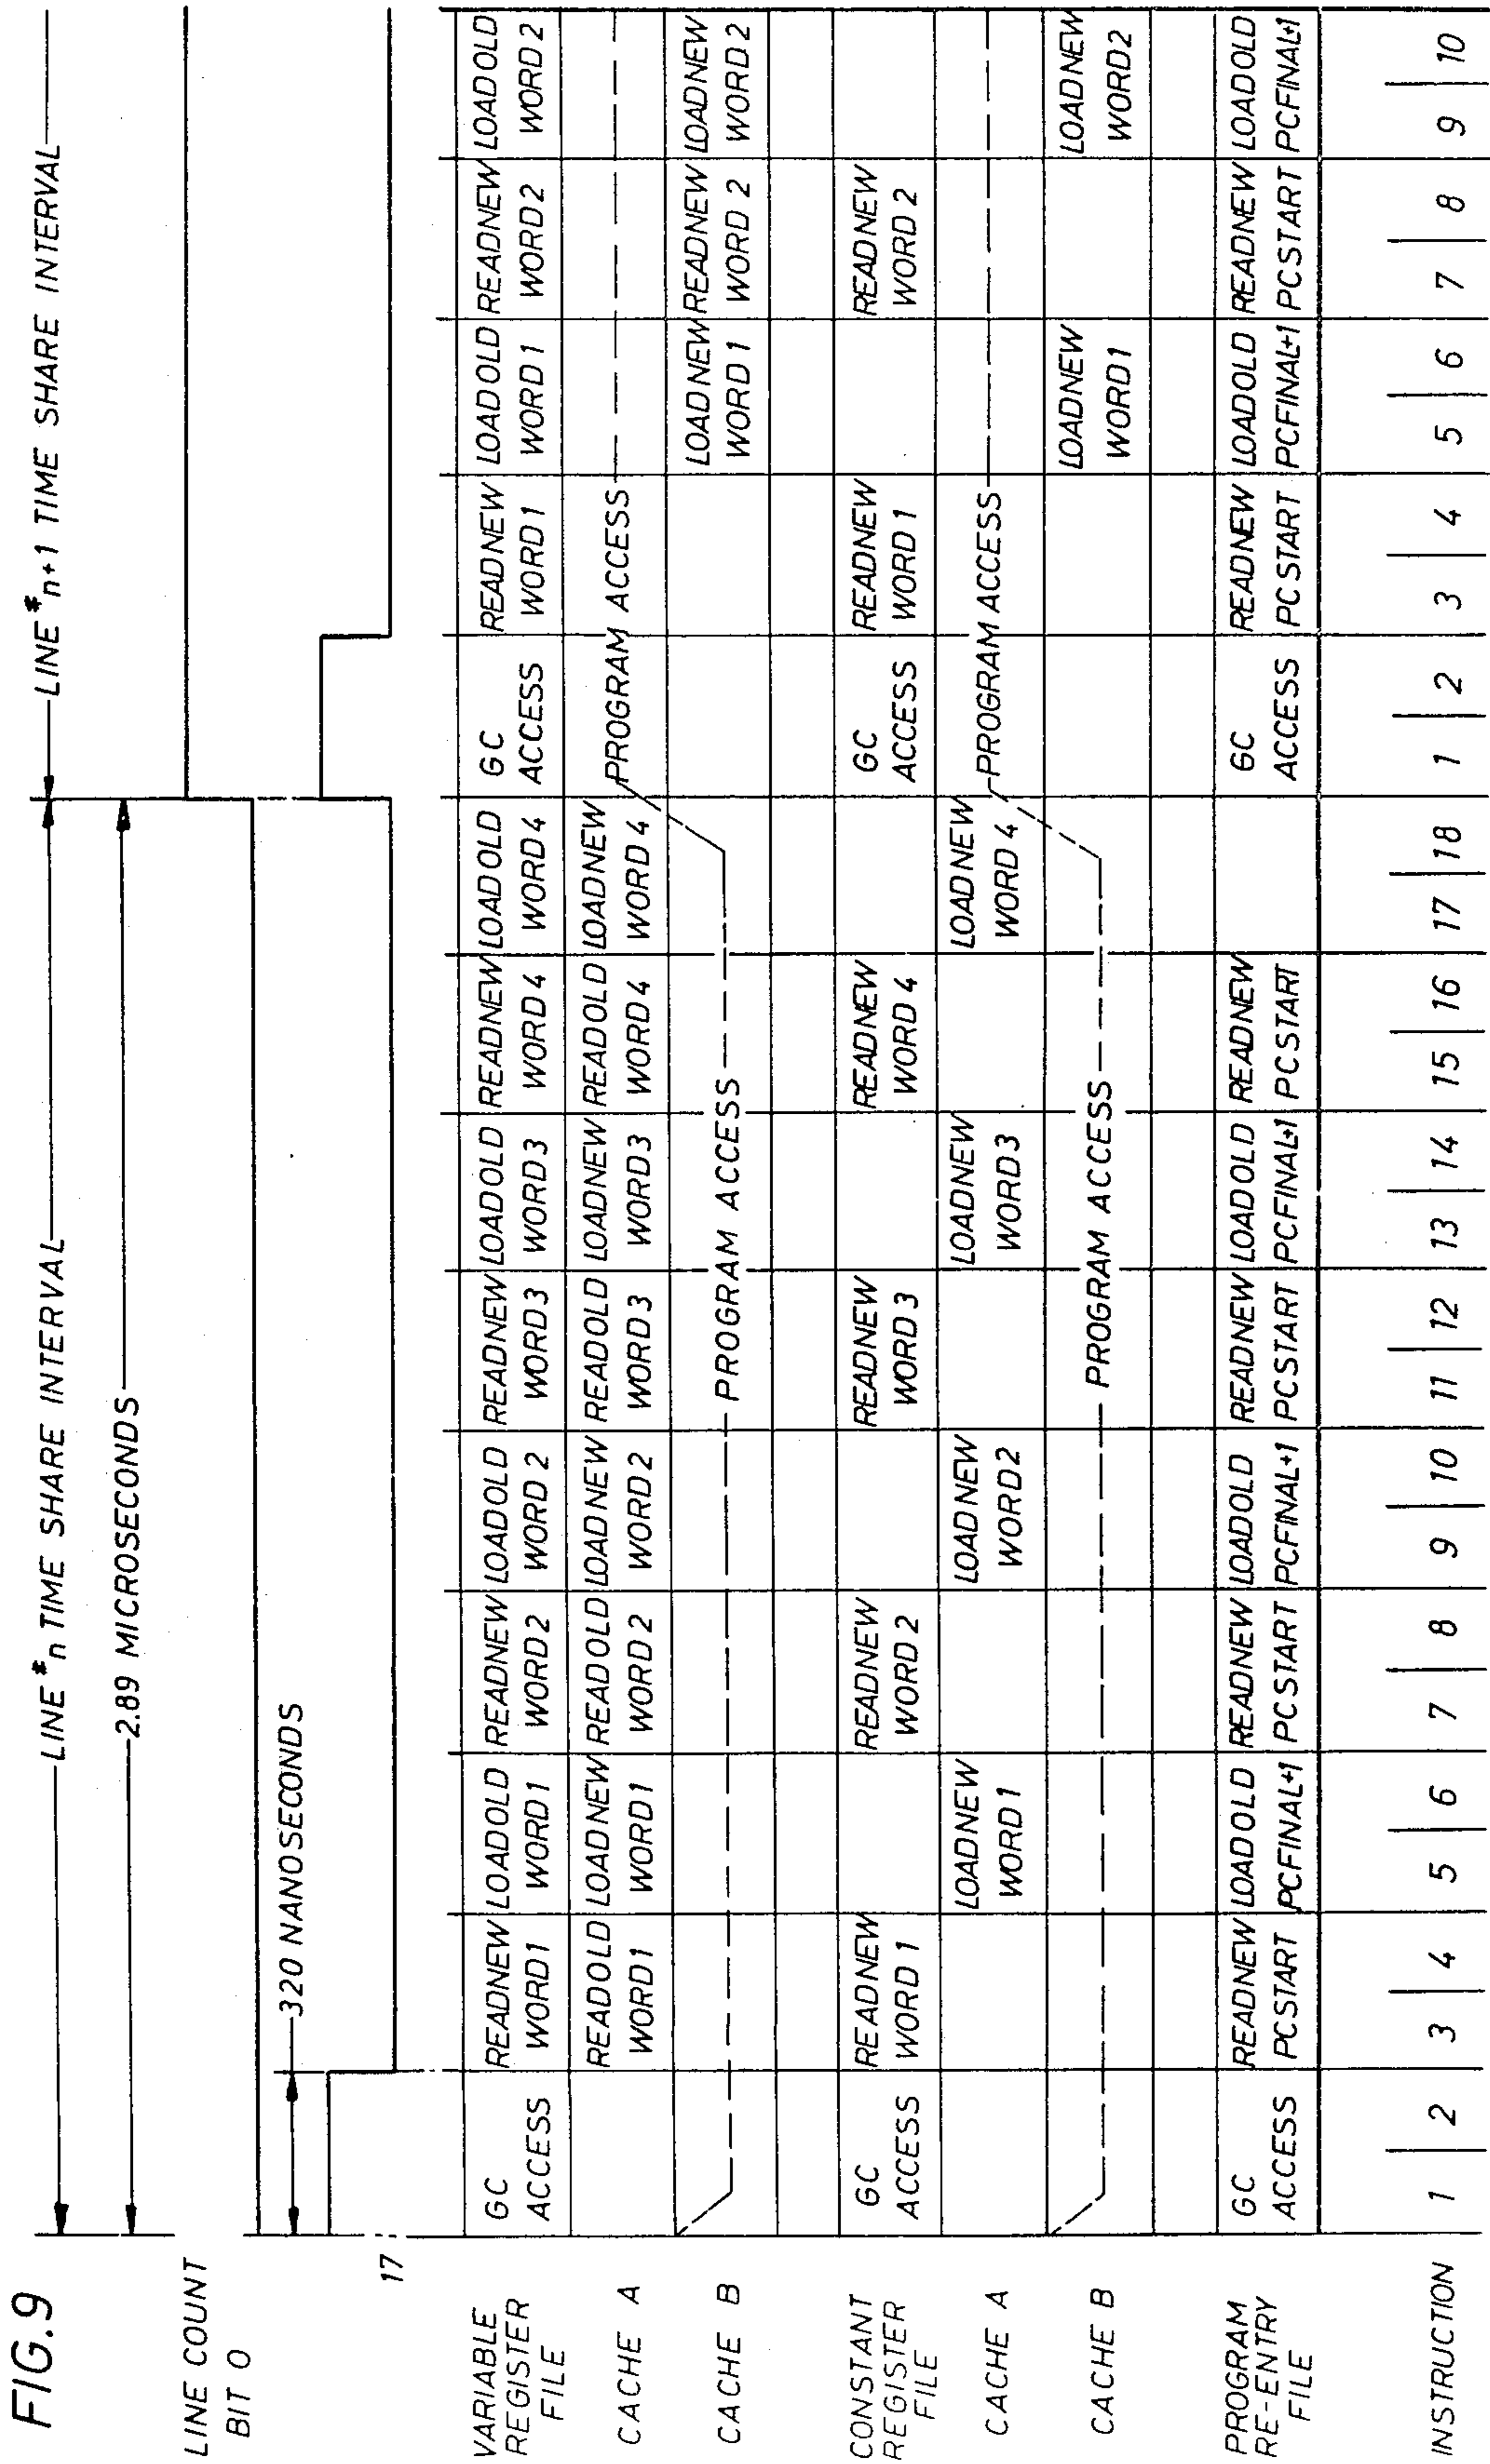 FIG.9
LINE #n TIME SHARE INTERVAL LINE #n+1 TIME SHARE INTERVAL
2.89 MICROSECONDS
LINE COUNT
BIT 0
320 NANOSECONDS
17
VARIABLE
REGISTER
FILE
GC READNEW LOADOLD READNEW LOADOLD READNEW LOADOLD READNEW LOADOLD GC READNEW LOADOLD READNEW LOADOLD
ACCESS WORD1 WORD1 WORD2 WORD 2 WORD3 WORD3 WORD4 WORD4 ACCESS WORD1 WORD1 WORD2 WORD2
CACHE A
READOLD LOADNEW READOLD LOADNEW READOLD LOADNEW READOLD LOADNEW PROGRAM ACCESS
WORD1 WORD1 WORD 2 WORD2 WORD3 WORD3 WORD4 WORD 4
CACHE B
PROGRAM ACCESS
LOADNEW READNEW LOADNEW
WORD 1 WORD 2 WORD 2
CONSTANT
REGISTER
FILE
GC READNEW READNEW READNEW READNEW GC READNEW READNEW
ACCESS WORD 1 WORD 2 WORD 3 WORD 4 ACCESS WORD 1 WORD 2
CACHE A
LOADNEW LOADNEW LOADNEW LOADNEW PROGRAM ACCESS
WORD1 WORD2 WORD3 WORD 4
CACHE B
PROGRAM ACCESS
LOADNEW LOADNEW
WORD1 WORD2
PROGRAM
RE-ENTRY
FILE
GC READNEW LOADOLD READNEW LOADOLD READNEW LOADOLD READNEW GC READNEW LOADOLD READNEW LOADOLD
ACCESS PCSTART PCFINAL+1 PCSTART PCFINAL+1 PCSTART PCFINAL+1 PCSTART ACCESS PCSTART PCFINAL+1 PCSTART PCFINAL+1
INSTRUCTION 1 2 3 4 5 6 7 8 9 10 11 12 13 14 15 16 17 18 1 2 3 4 5 6 7 8 9 10